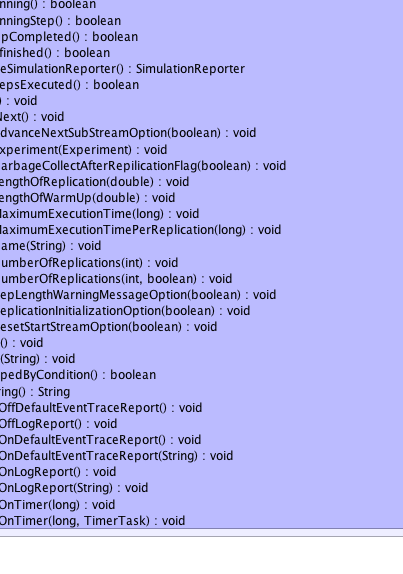 nning() : boolean
nningStep() : boolean
pCompleted() : boolean
finished() : boolean
eSimulationReporter() : SimulationReporter
epsExecuted() : boolean
) : void
Next() : void
dvanceNextSubStreamOption(boolean) : void
xperiment(Experiment) : void
arbageCollectAfterRepilicationFlag(boolean) : void
engthOfReplication(double) : void
engthOfWarmUp(double) : void
MaximumExecutionTime(long) : void
MaximumExecutionTimePerReplication(long) : void
ame(String) : void
umberOfReplications(int) : void
umberOfReplications(int, boolean) : void
epLengthWarningMessageOption(boolean) : void
eplicationInitializationOption(boolean) : void
esetStartStreamOption(boolean) : void
() : void
(String) : void
pedByCondition() : boolean
ring() : String
OffDefaultEventTraceReport() : void
OffLogReport() : void
OnDefaultEventTraceReport() : void
OnDefaultEventTraceReport(String) : void
OnLogReport() : void
OnLogReport(String) : void
OnTimer(long) : void
OnTimer(long, TimerTask) : void